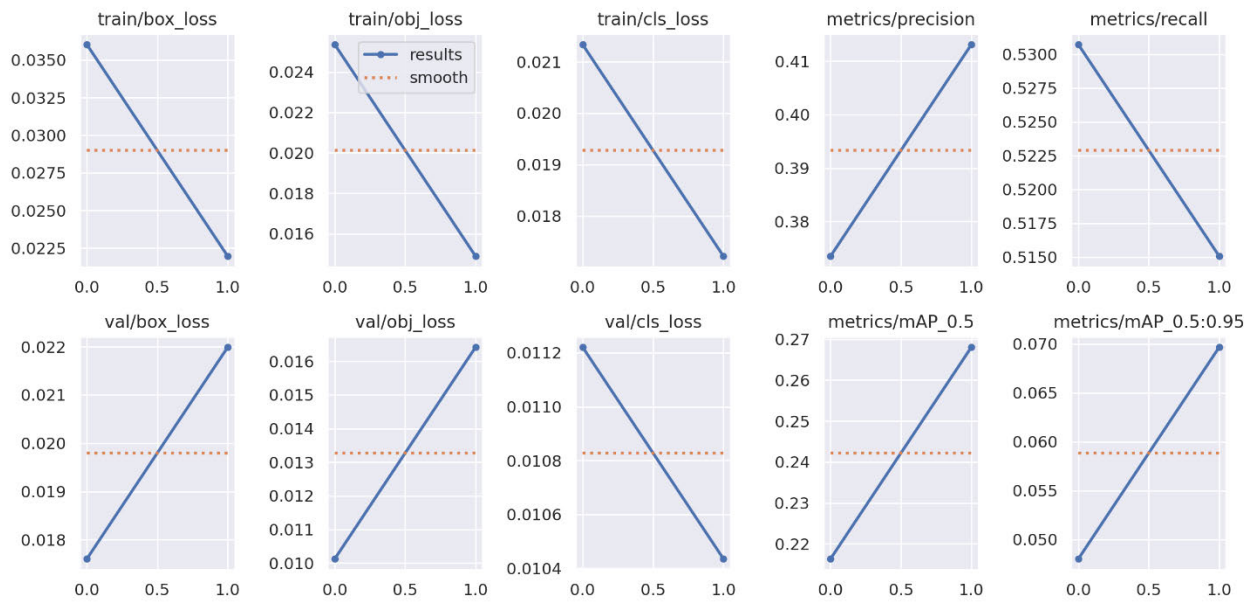 train/box_loss
0.0350
0.0325
0.0300
0.0275
0.0250
0.0225
0.0 0.5 1.0
train/obj_loss
results
smooth
0.024
0.022
0.020
0.018
0.016
0.0 0.5 1.0
train/cls_loss
0.021
0.020
0.019
0.018
0.0 0.5 1.0
metrics/precision
0.41
0.40
0.39
0.38
0.0 0.5 1.0
metrics/recall
0.5300
0.5275
0.5250
0.5225
0.5200
0.5175
0.5150
0.0 0.5 1.0
val/box_loss
0.022
0.021
0.020
0.019
0.018
0.0 0.5 1.0
val/obj_loss
0.016
0.015
0.014
0.013
0.012
0.011
0.010
0.0 0.5 1.0
val/cls_loss
0.0112
0.0110
0.0108
0.0106
0.0104
0.0 0.5 1.0
metrics/mAP_0.5
0.27
0.26
0.25
0.24
0.23
0.22
0.0 0.5 1.0
metrics/mAP_0.5:0.95
0.070
0.065
0.060
0.055
0.050
0.0 0.5 1.0